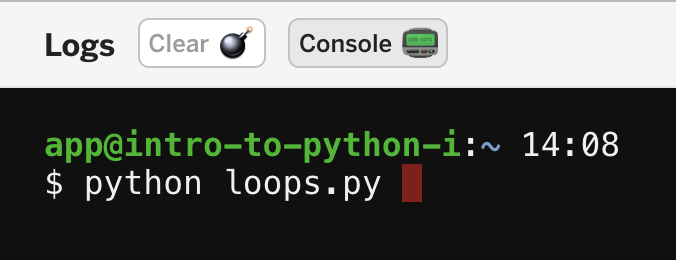 Logs Clear Console
app@intro-to-python-i:~ 14:08
$ python loops.py